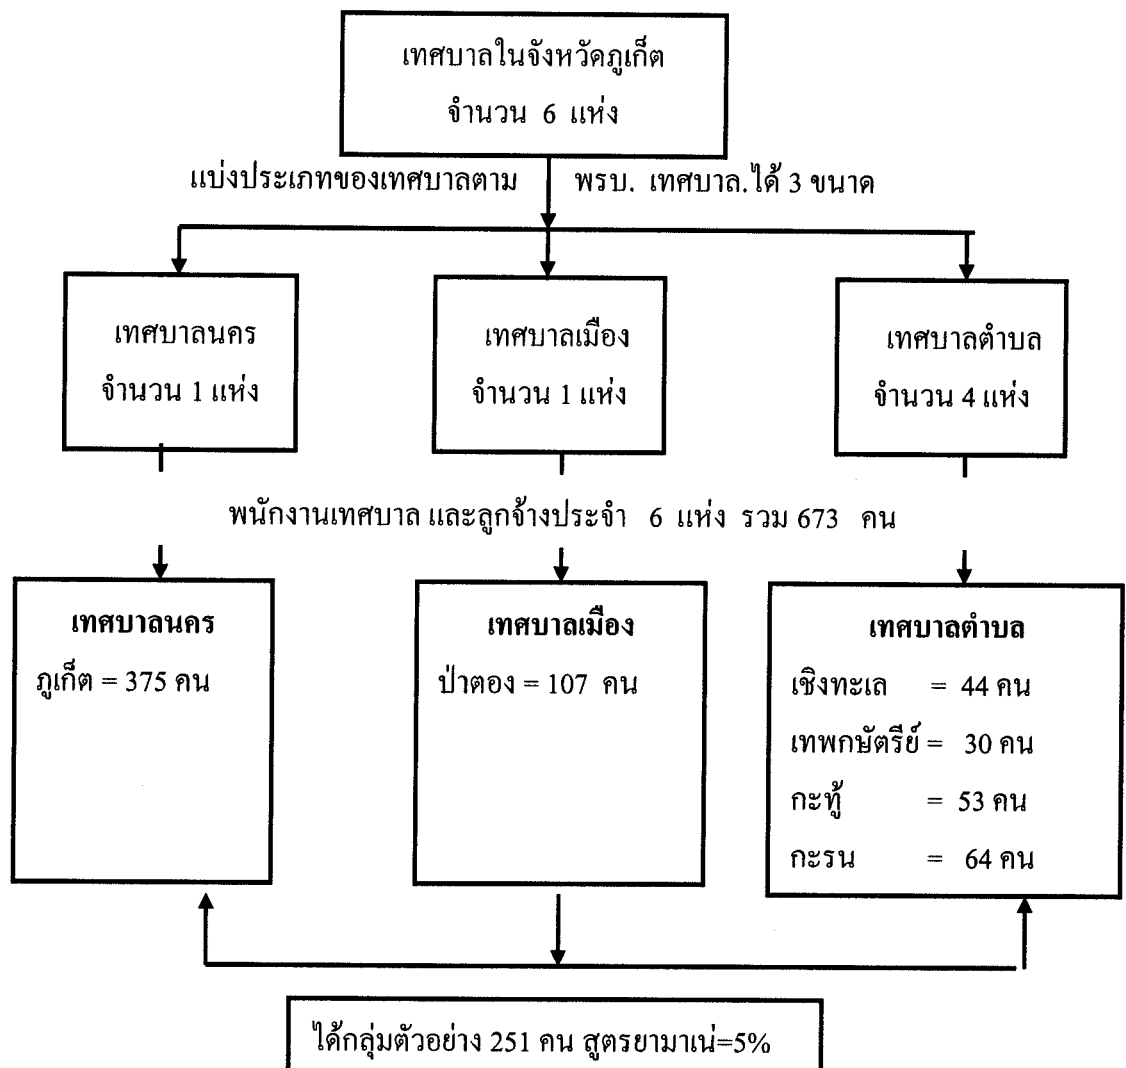 เทศบาลในจังหวัดภูเก็ต
จำนวน 6 แห่ง
แบ่งประเภทของเทศบาลตาม พรบ. เทศบาล.ได้ 3 ขนาด
เทศบาลนคร
จำนวน 1 แห่ง
เทศบาลเมือง
จำนวน 1 แห่ง
เทศบาลตำบล
จำนวน 4 แห่ง
พนักงานเทศบาล และลูกจ้างประจำ 6 แห่ง รวม 673 คน
เทศบาลนคร
ภูเก็ต = 375 คน
เทศบาลเมือง
ป่าตอง = 107 คน
เทศบาลตำบล
เชิงทะเล = 44 คน
เทพกษัตรีย์ = 30 คน
กะทู้ = 53 คน
กะรน = 64 คน
ได้กลุ่มตัวอย่าง 251 คน สูตรยามาเน่=5%